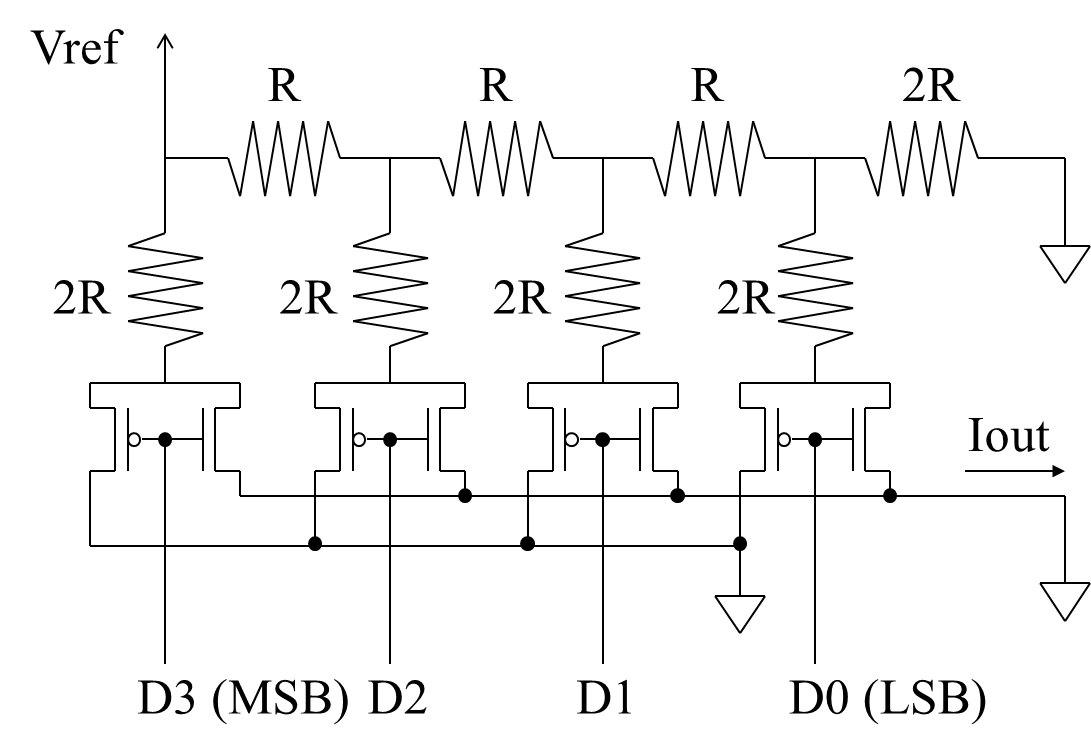 Vref
R R R 2R
2R 2R 2R 2R
Iout
D3 (MSB) D2 D1 D0 (LSB)